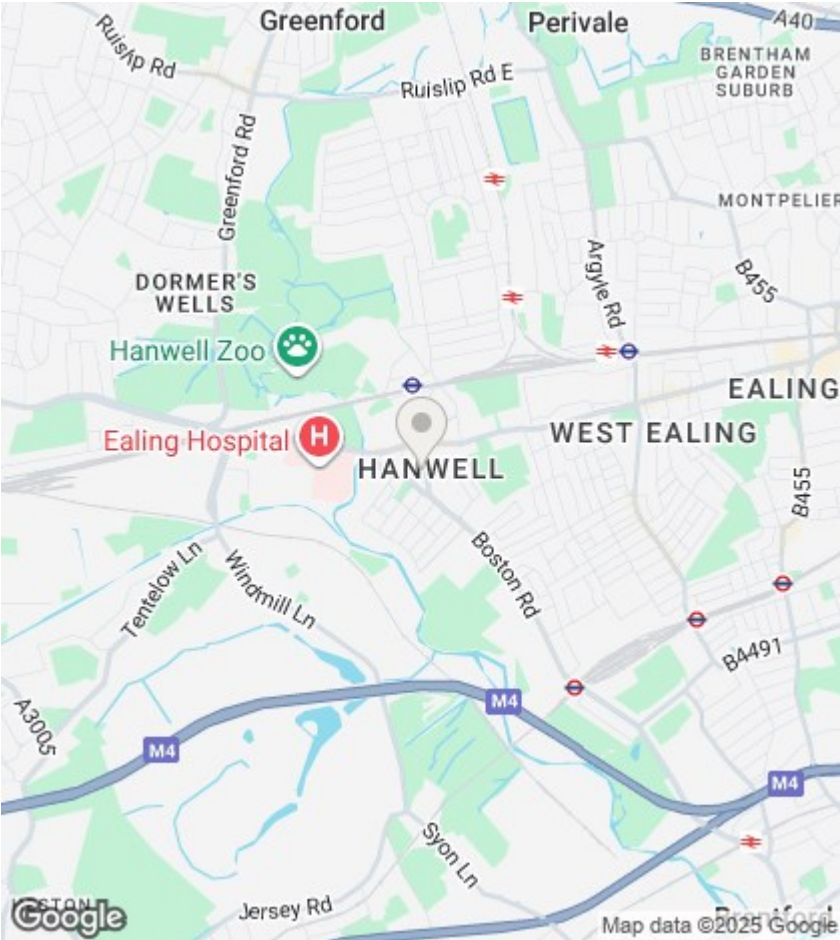 Greenford
Perivale
A40
Ruislip Rd
BRENTHAM
GARDEN
SUBURB
Ruislip Rd E
Greenford Rd
MONTPELIER
Argyle Rd
B455
DORMER'S
WELLS
Hanwell Zoo
EALING
Ealing Hospital
H
WEST EALING
HANWELL
B455
Boston Rd
Tentelow Ln
Windmill Ln
B4491
A3005
M4
M4
M4
Syon Ln
Jersey Rd
Brentford
Google
Map data ©2025 Google